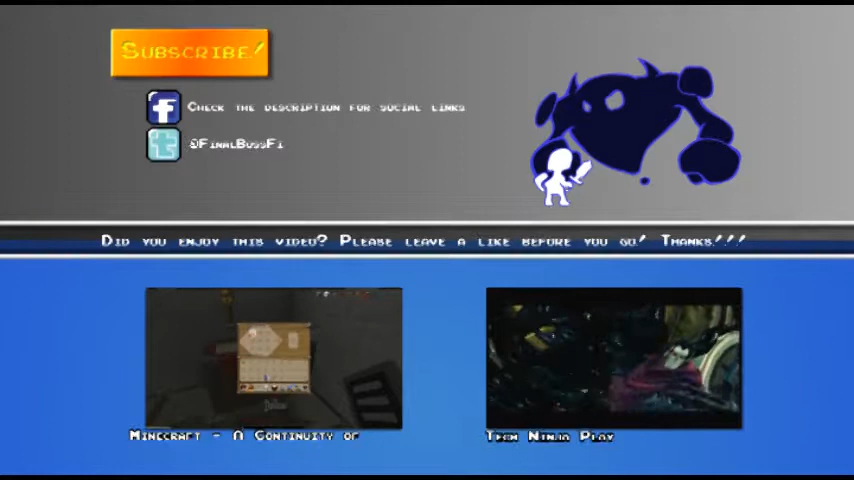 Subscribe!
Check the description for social links
@FinalBossFi
Did you enjoy this video? Please leave a like before you go! Thanks!!!
Minecraft - A Continuity of
Tech Ninja Play